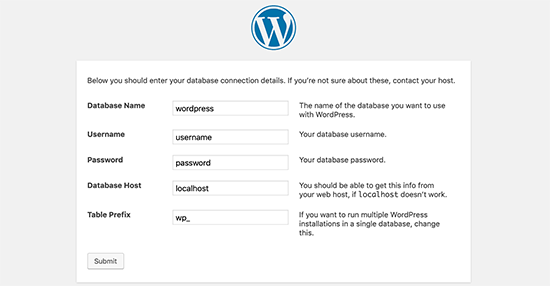 Below you should enter your database connection details. If you're not sure about these, contact your host.
Database Name wordpress The name of the database you want to use
with WordPress.
Username username Your database username.
Password password Your database password.
Database Host localhost You should be able to get this info from
your web host, if localhost doesn't work.
Table Prefix wp_ If you want to run multiple WordPress
installations in a single database, change
this.
Submit